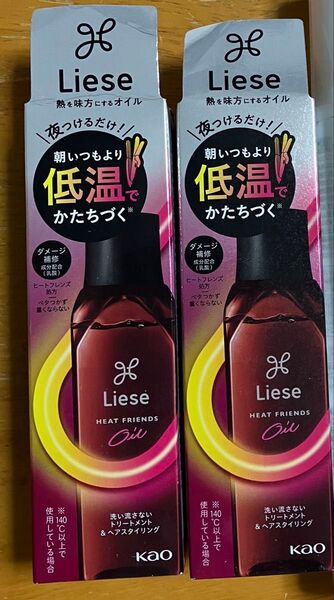 Liese
熱を味方にするオイル
夜つけるだけ!!
朝いつもより
低温で
かたちづく※
ダメージ
補修
成分配合
(乳酸)
ヒートフレンズ
処方
ベタつかず
重くならない
Liese
HEAT FRIENDS
Oil
洗い流さない
トリートメント
&ヘアスタイリング
※140℃以上で
使用している場合
Kao
Liese
熱を味方にするオイル
夜つけるだけ!!
朝いつもより
低温で
かたちづく※
ダメージ
補修
成分配合
(乳酸)
ヒートフレンズ
処方
ベタつかず
重くならない
Liese
HEAT FRIENDS
Oil
洗い流さない
トリートメント
&ヘアスタイリング
※140℃以上で
使用している場合
Kao